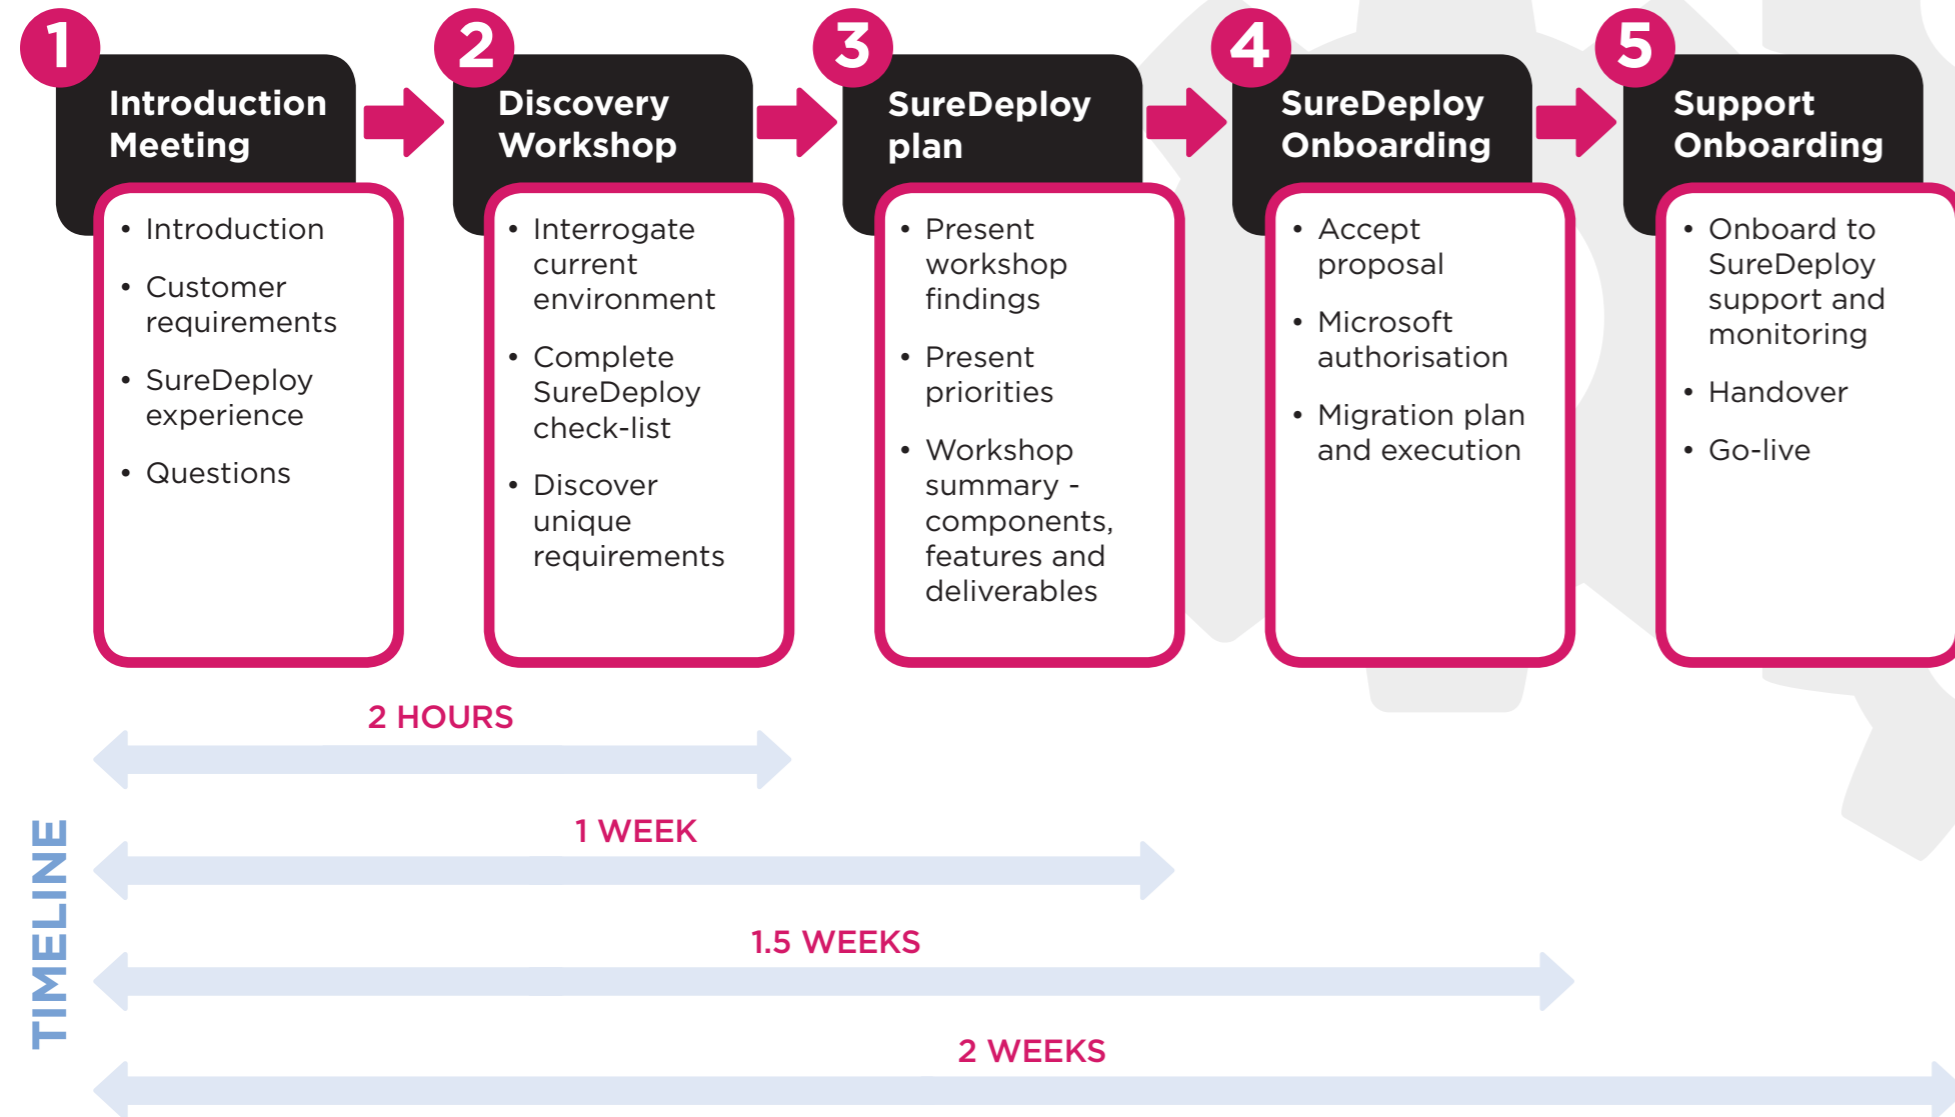 1
Introduction
Meeting
• Introduction
• Customer
requirements
• SureDeploy
experience
• Questions
2
Discovery
Workshop
• Interrogate
current
environment
• Complete
SureDeploy
check-list
• Discover
unique
requirements
3
SureDeploy
plan
• Present
workshop
findings
• Present
priorities
• Workshop
summary -
components,
features and
deliverables
4
SureDeploy
Onboarding
• Accept
proposal
• Microsoft
authorisation
• Migration plan
and execution
5
Support
Onboarding
• Onboard to
SureDeploy
support and
monitoring
• Handover
• Go-live
TIMELINE
2 HOURS
1 WEEK
1.5 WEEKS
2 WEEKS